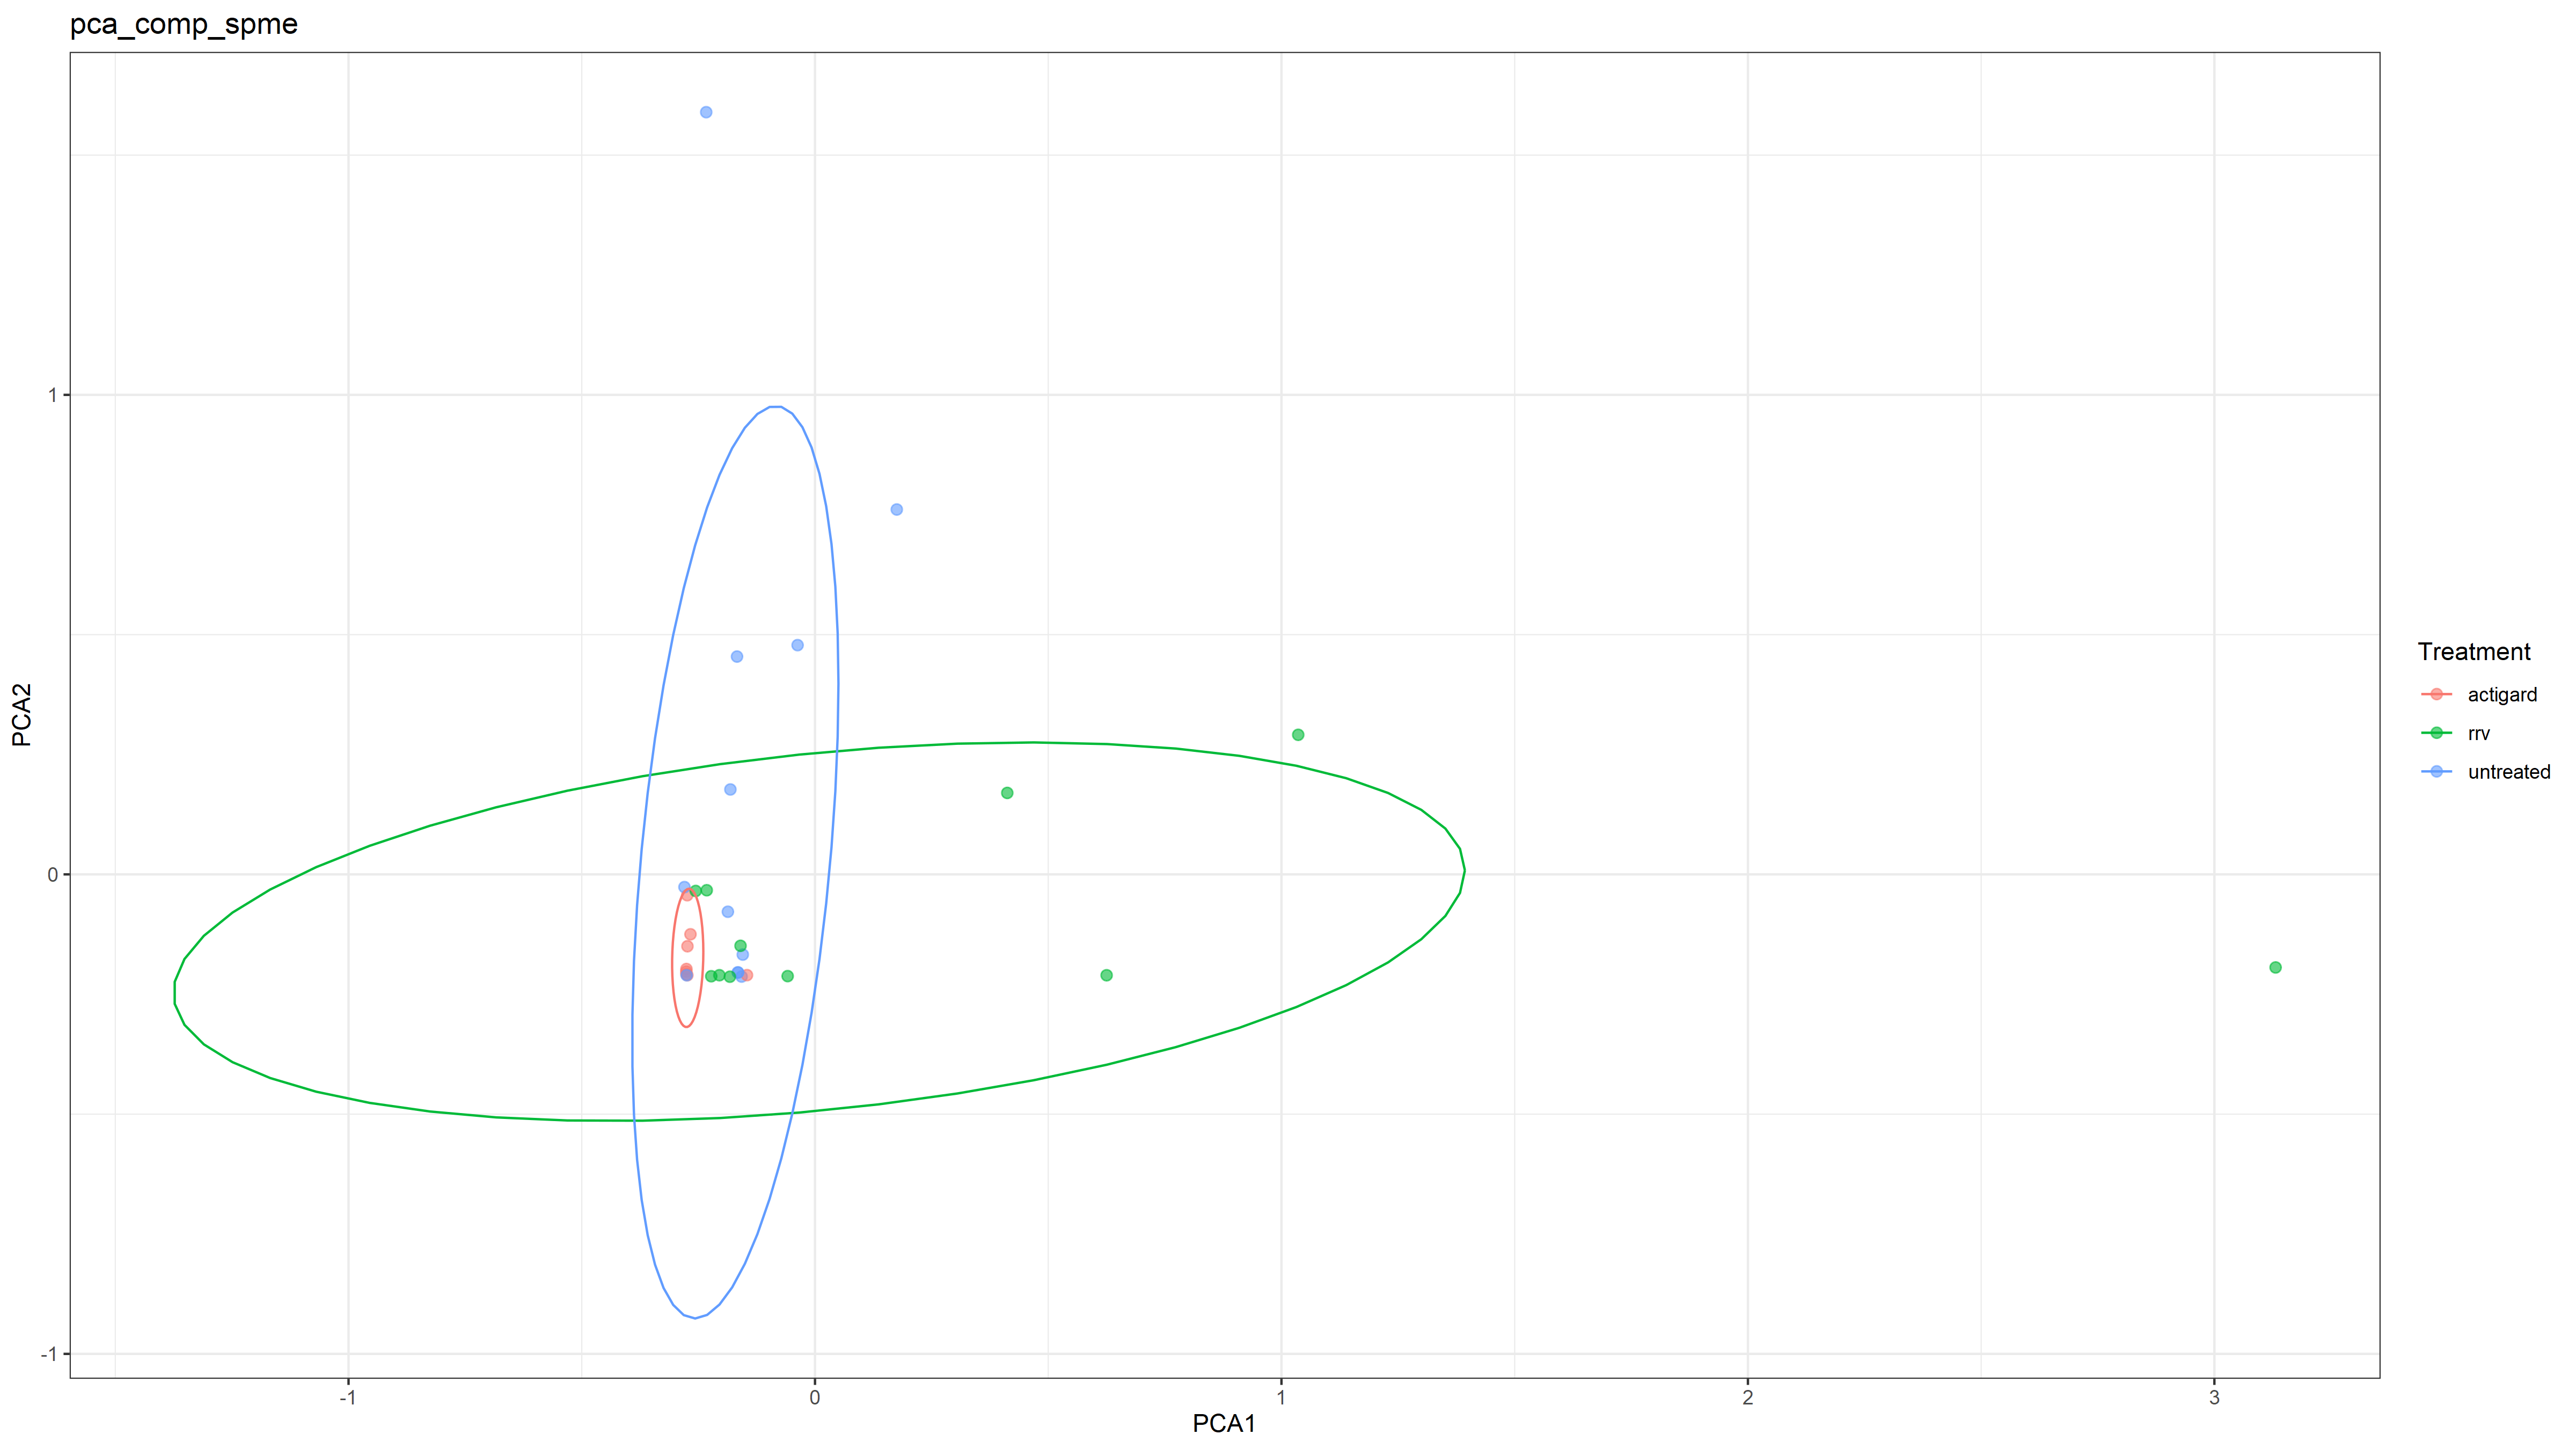 pca_comp_spme
PCA2
1
0
-1
-1
0
1
2
3
PCA1
Treatment
actigard
rrv
untreated